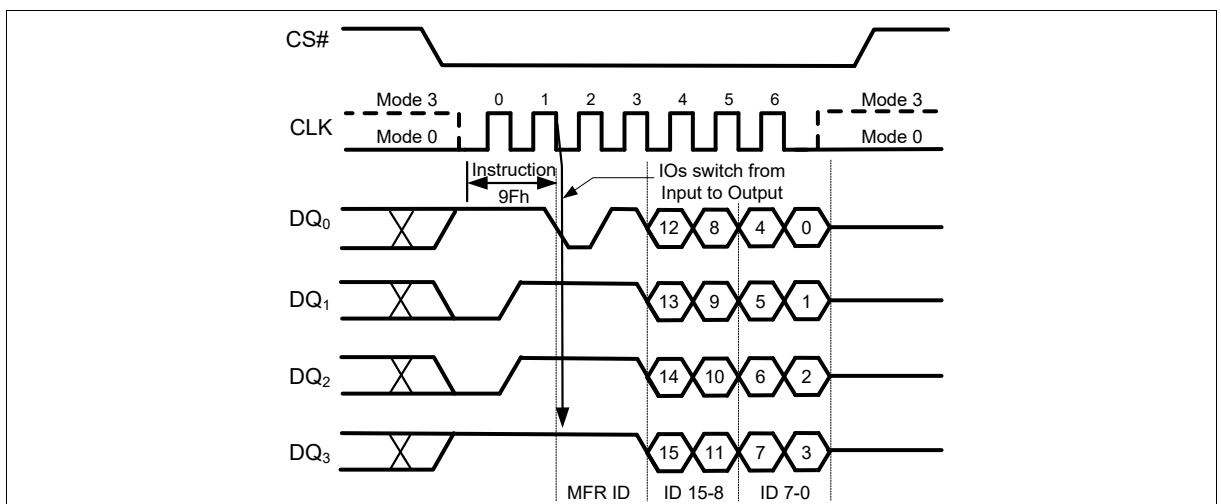 CS#
0 1 2 3 4 5 6
Mode 3 Mode 3
CLK
Mode 0 Mode 0
Instruction IOs switch from
9Fh Input to Output
DQ0 12 8 4 0
DQ1 13 9 5 1
DQ2 14 10 6 2
DQ3 15 11 7 3
MFR ID ID 15-8 ID 7-0